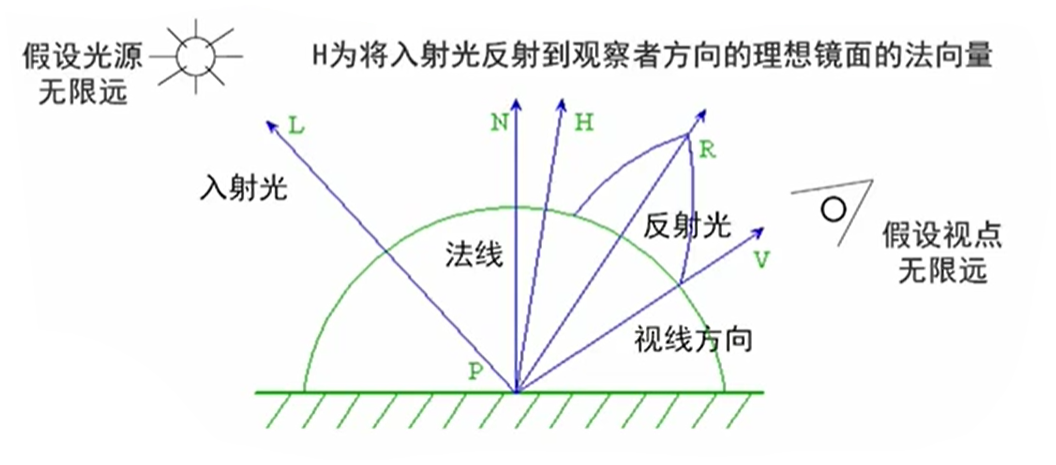 假设光源
无限远
H为将入射光反射到观察者方向的理想镜面的法向量
L
N
H
R
入射光
法线
反射光
V
假设视点
无限远
视线方向
P